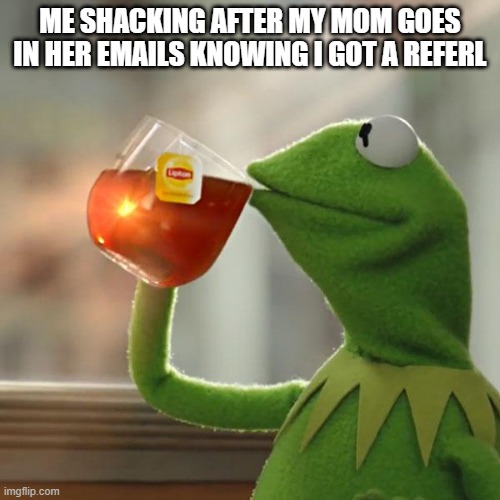 ME SHACKING AFTER MY MOM GOES
IN HER EMAILS KNOWING I GOT A REFERL
Lipton
imgflip.com